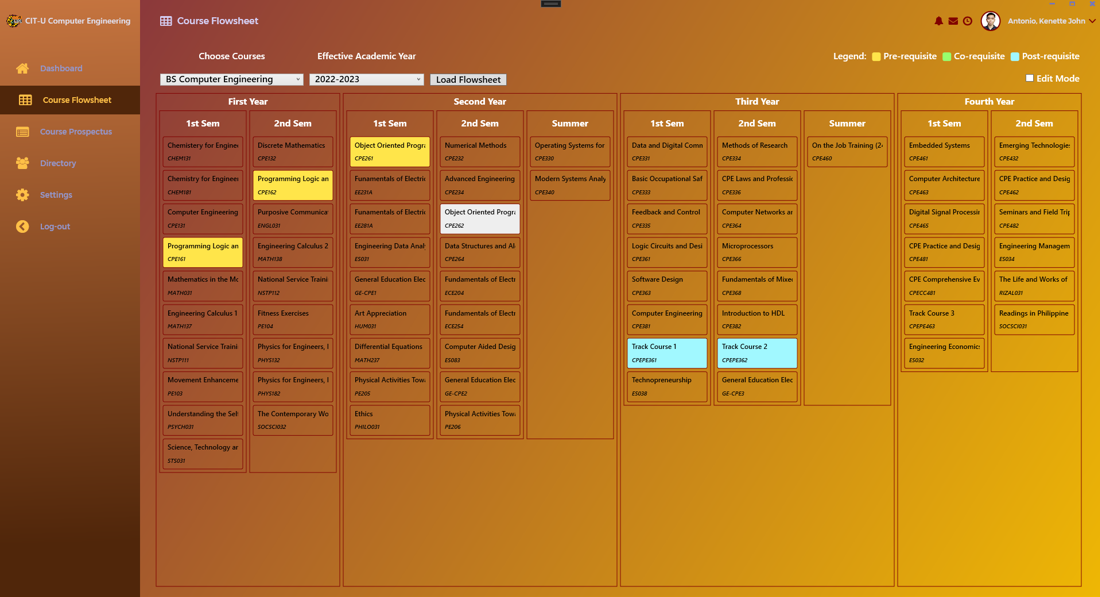 CIT-U Computer Engineering
Dashboard
Course Flowsheet
Course Prospectus
Directory
Settings
Log-out
Course Flowsheet
Antonio, Kenette John
Choose Courses
Effective Academic Year
Legend: Pre-requisite Co-requisite Post-requisite
BS Computer Engineering
2022-2023
Load Flowsheet
Edit Mode
First Year
1st Sem
Chemistery for Enginee
CHEM131
Chemistry for Engineer
CHEM181
Computer Engineering
CPE131
Programming Logic an
CPE161
Mathematics in the Mo
MATH031
Engineering Calculus 1
MATH137
National Service Traini
NSTP111
Movement Enhanceme
PE103
Understanding the Self
PSYCH031
Science, Technology an
STS031
2nd Sem
Discrete Mathematics
CPE132
Programming Logic an
CPE162
Purposive Communica
ENGL031
Engineering Calculus 2
MATH138
National Service Traini
NSTP112
Fitness Exercises
PE104
Physics for Engineers, I
PHYS132
Physics for Engineers, I
PHYS182
The Contemporary Wo
SOCSCI032
Second Year
1st Sem
Object Oriented Progra
CPE261
Funamentals of Electric
EE231A
Funamentals of Electric
EE281A
Engineering Data Anal
ES031
General Education Elec
GE-CPE1
Art Appreciation
HUM031
Differential Equations
MATH237
Physical Activities Towa
PE205
Ethics
PHILO031
2nd Sem
Numerical Methods
CPE232
Advanced Engineering
CPE234
Object Oriented Progra
CPE262
Data Structures and Al
CPE264
Fundamentals of Electr
ECE204
Fundamentals of Electr
ECE254
Computer Aided Desig
ES083
General Education Elec
GE-CPE2
Physical Activities Towa
PE206
Summer
Operating Systems for
CPE330
Modern Systems Analy
CPE340
Third Year
1st Sem
Data and Digital Comm
CPE331
Basic Occupational Saf
CPE333
Feedback and Control
CPE335
Logic Circuits and Desi
CPE361
Software Design
CPE363
Computer Engineering
CPE381
Track Course 1
CPEPE361
Technopreneurship
ES038
2nd Sem
Methods of Research
CPE334
CPE Laws and Professio
CPE336
Computer Networks an
CPE364
Microprocessors
CPE366
Fundamentals of Mixed
CPE368
Introduction to HDL
CPE382
Track Course 2
CPEPE362
General Education Elec
GE-CPE3
Summer
On the Job Training (24
CPE460
Fourth Year
1st Sem
Embedded Systems
CPE461
Computer Architecture
CPE463
Digital Signal Processin
CPE465
CPE Practice and Desig
CPE481
CPE Comprehensive Ev
CPECC481
Track Course 3
CPEPE463
Engineering Economics
ES032
2nd Sem
Emerging Technologies
CPE432
CPE Practice and Desig
CPE462
Seminars and Field Trip
CPE482
Engineering Managem
ES034
The Life and Works of
RIZAL031
Readings in Philippine
SOCSCI031